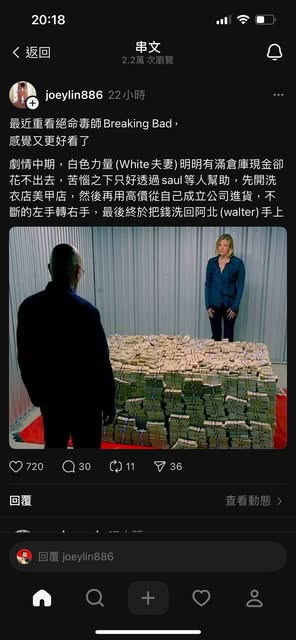 20:18
返回
串文
2.2萬 次瀏覽
joeylin886 22小時
最近重看絕命毒師Breaking Bad，
感覺又更好看了
劇情中期，白色力量(White夫妻)明明有滿倉庫現金卻
花不出去，苦惱之下只好透過saul等人幫助，先開洗
衣店美甲店，然後再用高價從自己成立公司進貨，不
斷的左手轉右手，最後終於把錢洗回阿北(walter)手上
720 30 11 36
回覆
查看動態
回覆 joeylin886